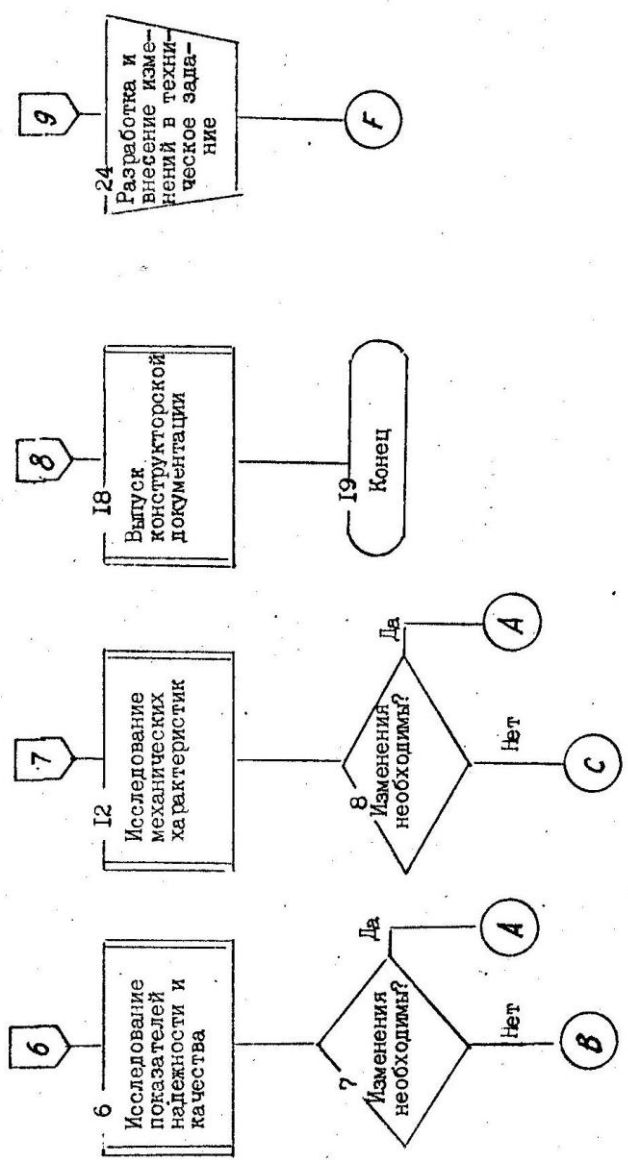 6
6
Исследование
показателей
надежности и
качества
7
Изменения
необходимы?
Да
A
Нет
B
7
I2
Исследование
механических
характеристик
8
Изменения
необходимы?
Да
A
Нет
C
8
I8
Выпуск
конструкторской
документации
I9
Конец
9
24
Разработка и
внесение изме-
нений в техни-
ческое зада-
ние
F